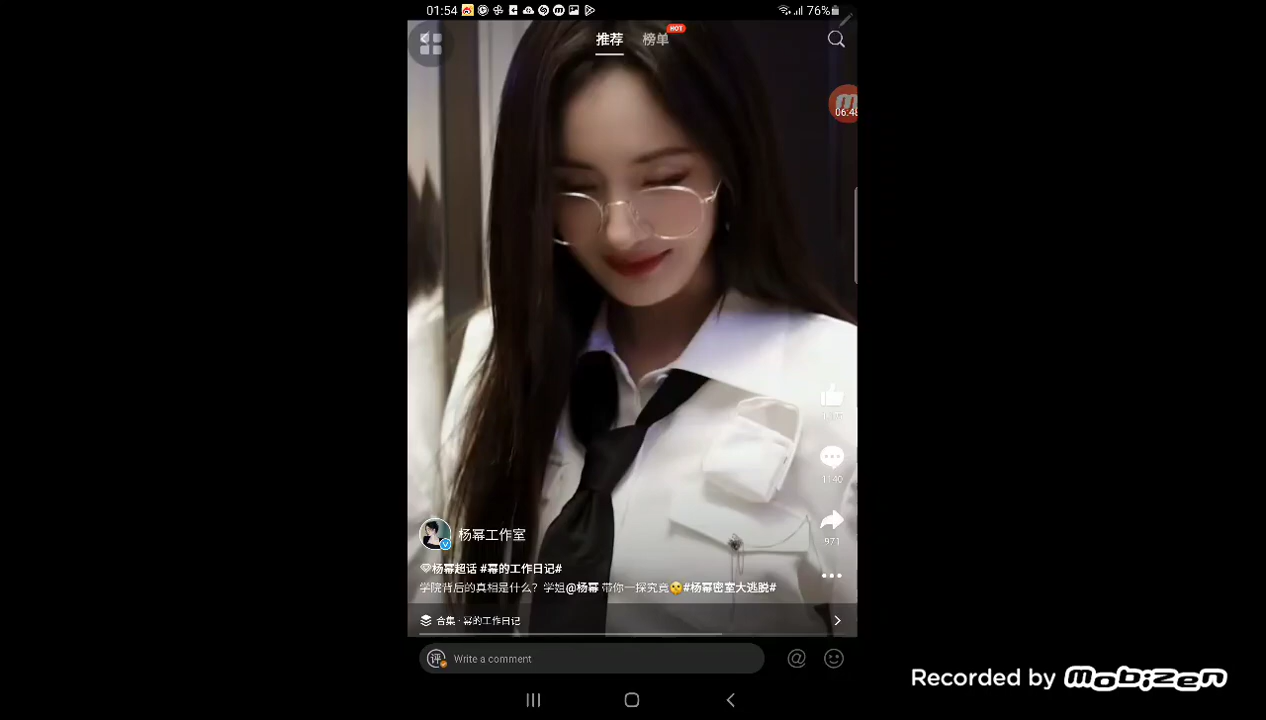 01:54
76%
推荐
榜单
HOT
06:48
1140
971
杨幂工作室
杨幂超话 #幂的工作日记#
学院背后的真相是什么？学姐@杨幂 带你一探究竟 #杨幂密室大逃脱#
合集 · 幂的工作日记
评 Write a comment
Recorded by Mobizen